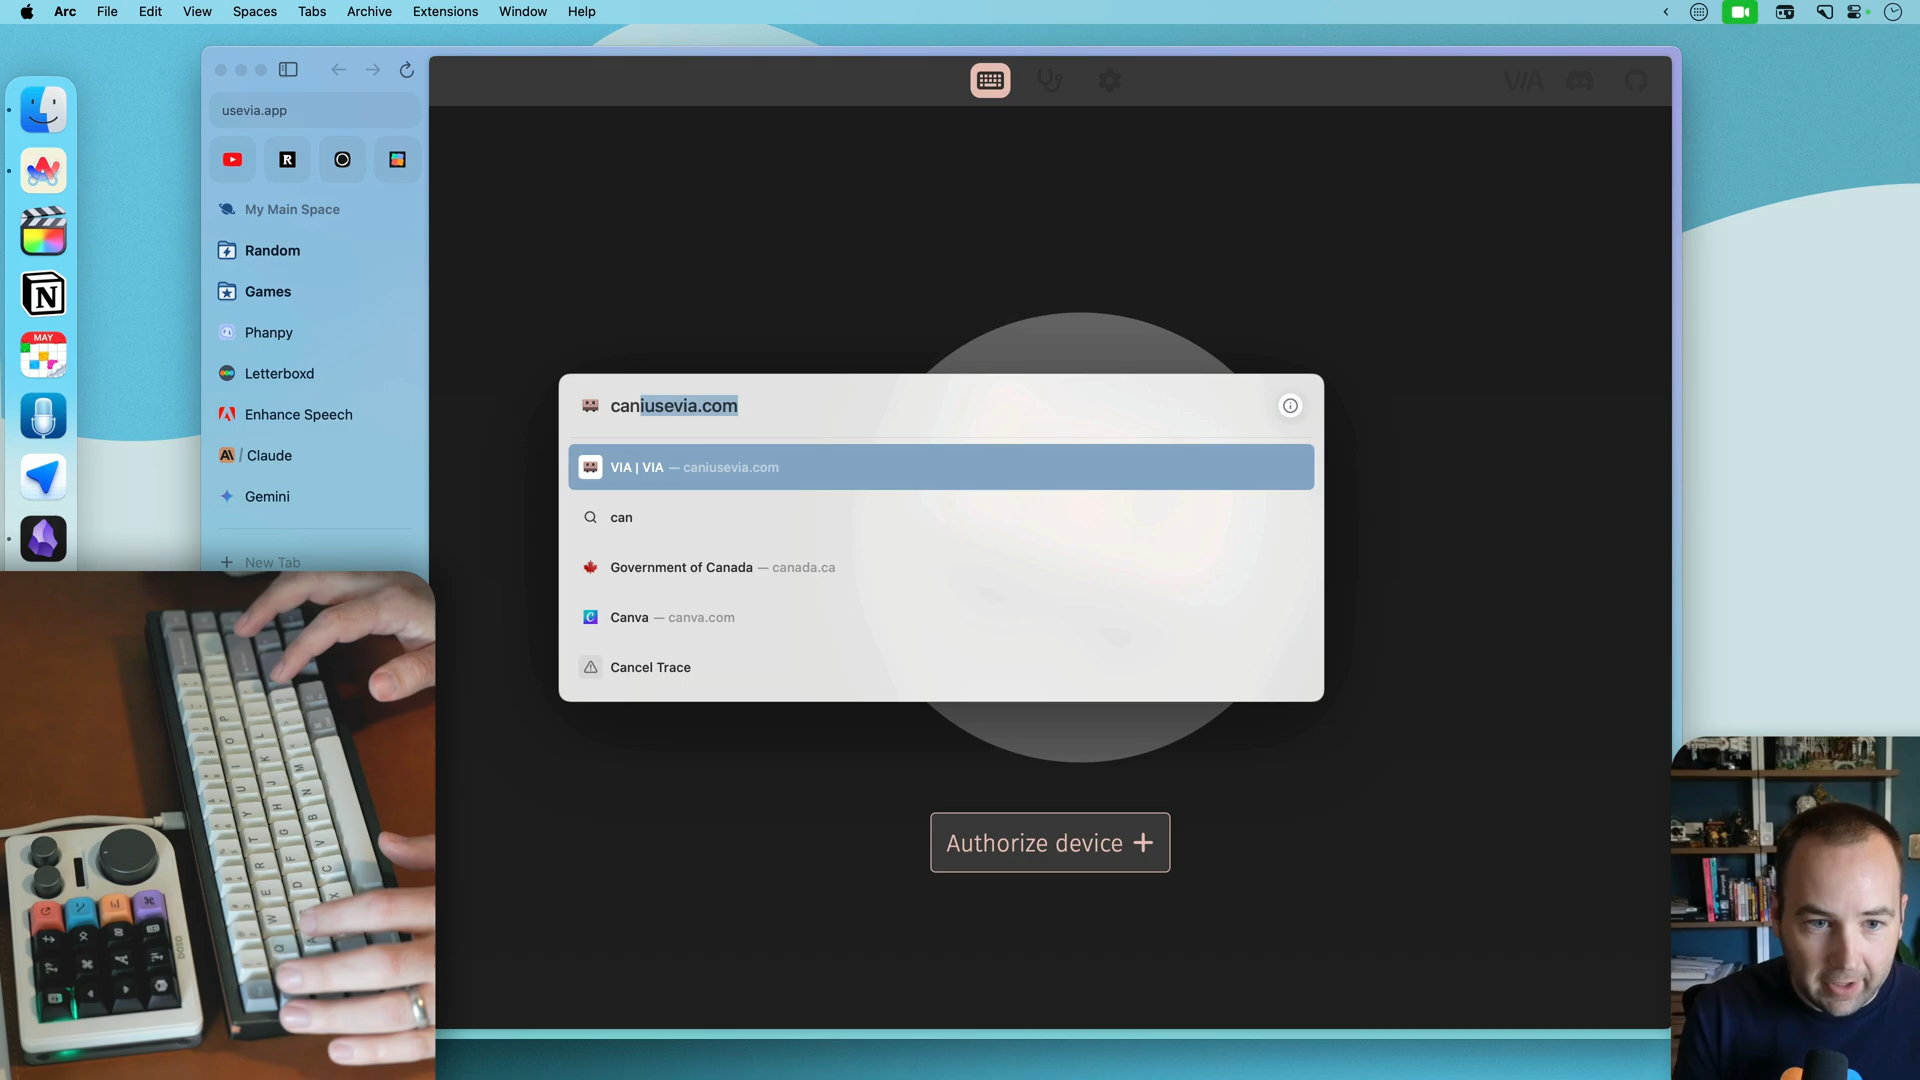 Arc File Edit View Spaces Tabs Archive Extensions Window Help
usevia.app
My Main Space
Random
Games
Phanpy
Letterboxd
Enhance Speech
/ Claude
Gemini
+ New Tab
VIA
caniusevia.com
VIA | VIA — caniusevia.com
can
Government of Canada — canada.ca
Canva — canva.com
Cancel Trace
Authorize device +
MAY